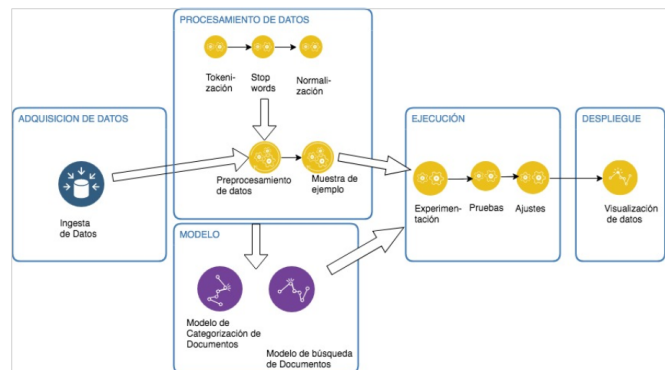 PROCESAMIENTO DE DATOS
Tokeni-
zación
Stop
words
Normali-
zación
ADQUISICION DE DATOS
Ingesta
de Datos
Preprocesamiento
de datos
Muestra de
ejemplo
MODELO
Modelo de
Categorización de
Documentos
Modelo de búsqueda
de Documentos
EJECUCIÓN
Experimen-
tación
Pruebas
Ajustes
DESPLIEGUE
Visualización
de datos